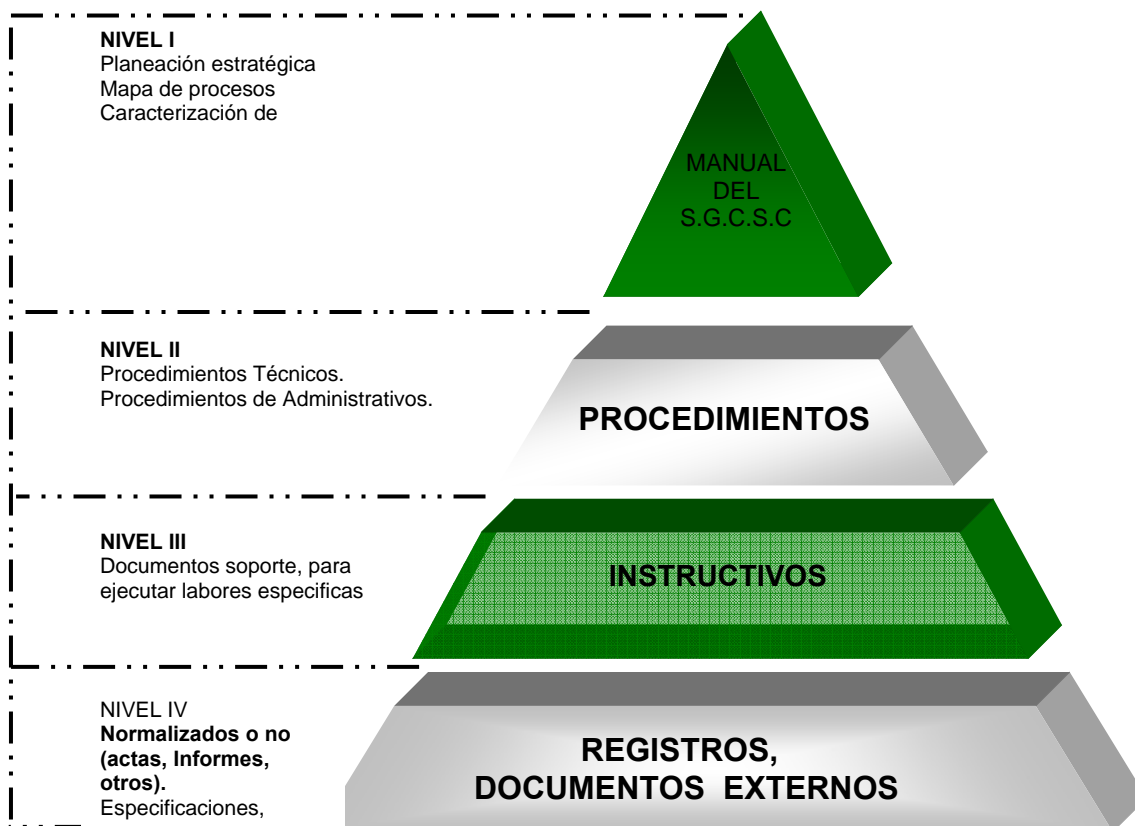 NIVEL I
Planeación estratégica
Mapa de procesos
Caracterización de
MANUAL
DEL
S.G.C.S.C
NIVEL II
Procedimientos Técnicos.
Procedimientos de Administrativos.
PROCEDIMIENTOS
NIVEL III
Documentos soporte, para
ejecutar labores especificas
INSTRUCTIVOS
NIVEL IV
Normalizados o no
(actas, Informes,
otros).
Especificaciones,
REGISTROS,
DOCUMENTOS EXTERNOS